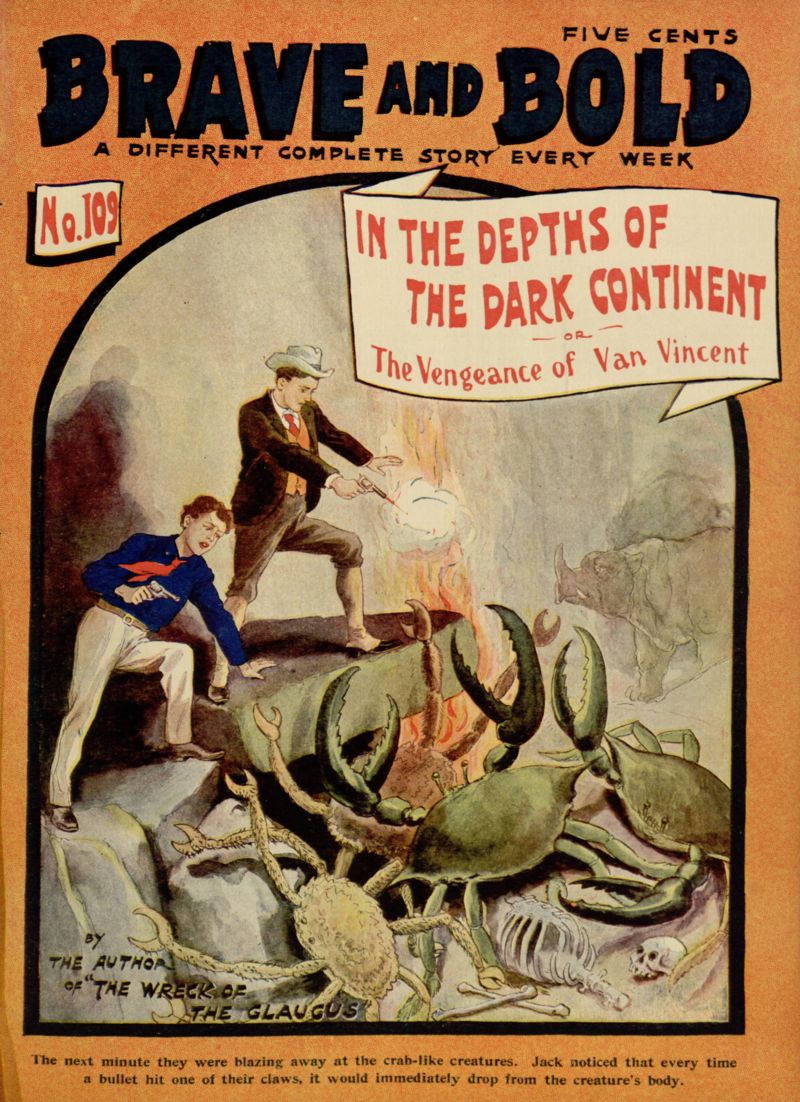 FIVE CENTS
BRAVE AND BOLD
A DIFFERENT COMPLETE STORY EVERY WEEK
No. 109
IN THE DEPTHS OF
THE DARK CONTINENT
— OR —
The Vengeance of Van Vincent
BY
THE AUTHOR
OF "THE WRECK OF
THE GLAUCUS"
The next minute they were blazing away at the crab-like creatures. Jack noticed that every time
a bullet hit one of their claws, it would immediately drop from the creature's body.